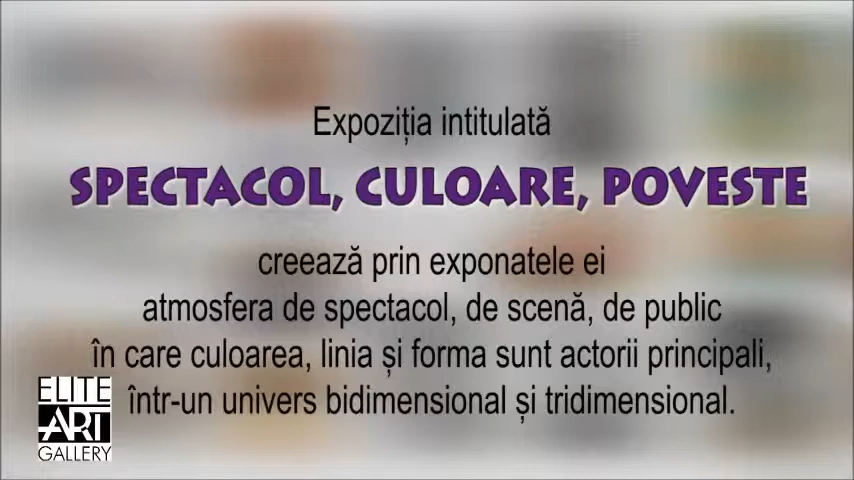 Expoziția intitulată
SPECTACOL, CULOARE, POVESTE
creează prin exponatele ei
atmosfera de spectacol, de scenă, de public
în care culoarea, linia și forma sunt actorii principali,
într-un univers bidimensional și tridimensional.
ELITE
ART
GALLERY